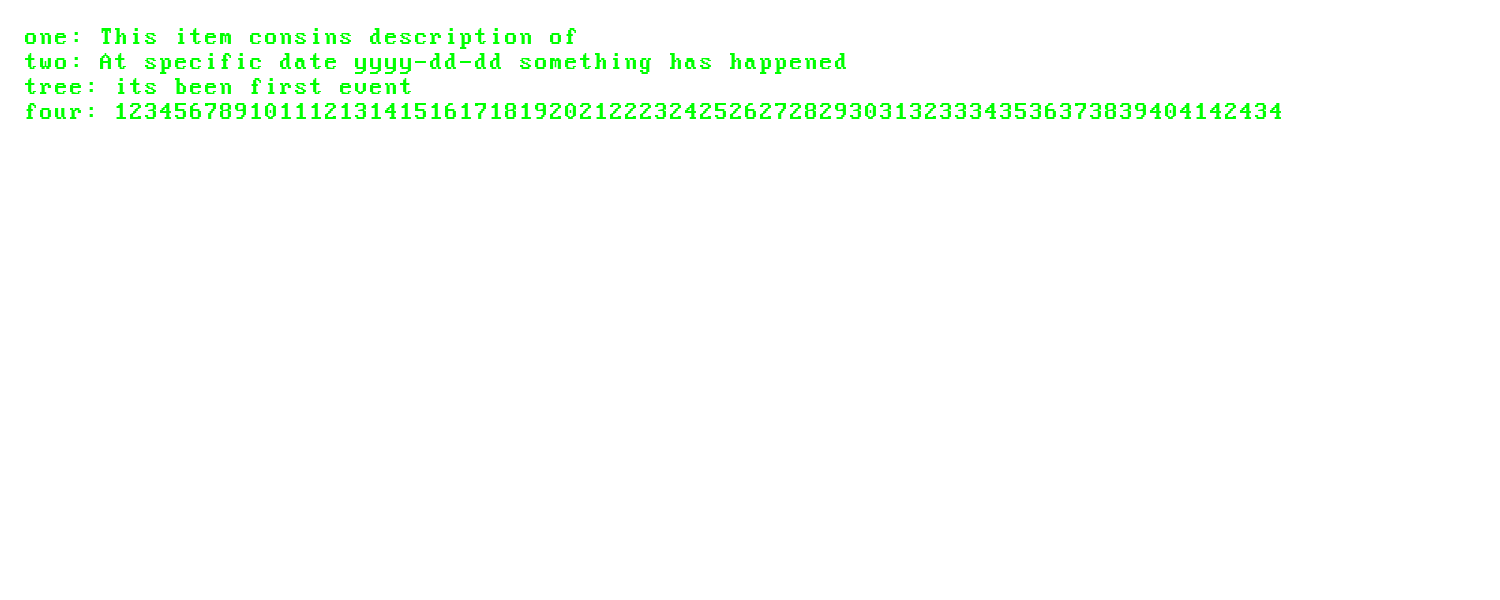 one: This item consins description of
two: At specific date yyyy-dd-dd something has happened
tree: its been first event
four: 123456789101112131415161718192021222324252627282930313233343536373839404142434